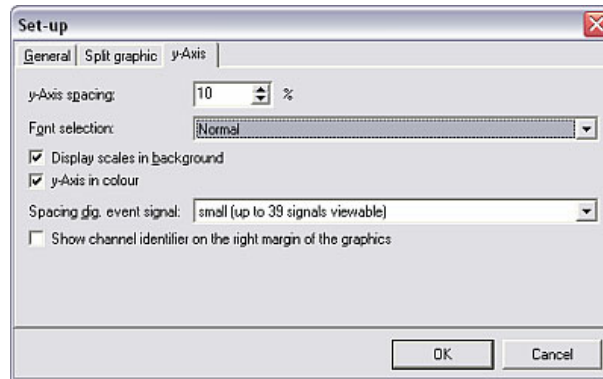 Set-up
General Split graphic y-Axis
y-Axis spacing: 10 %
Font selection: Normal
Display scales in background
y-Axis in colour
Spacing dig. event signal: small (up to 39 signals viewable)
Show channel identifier on the right margin of the graphics
OK Cancel